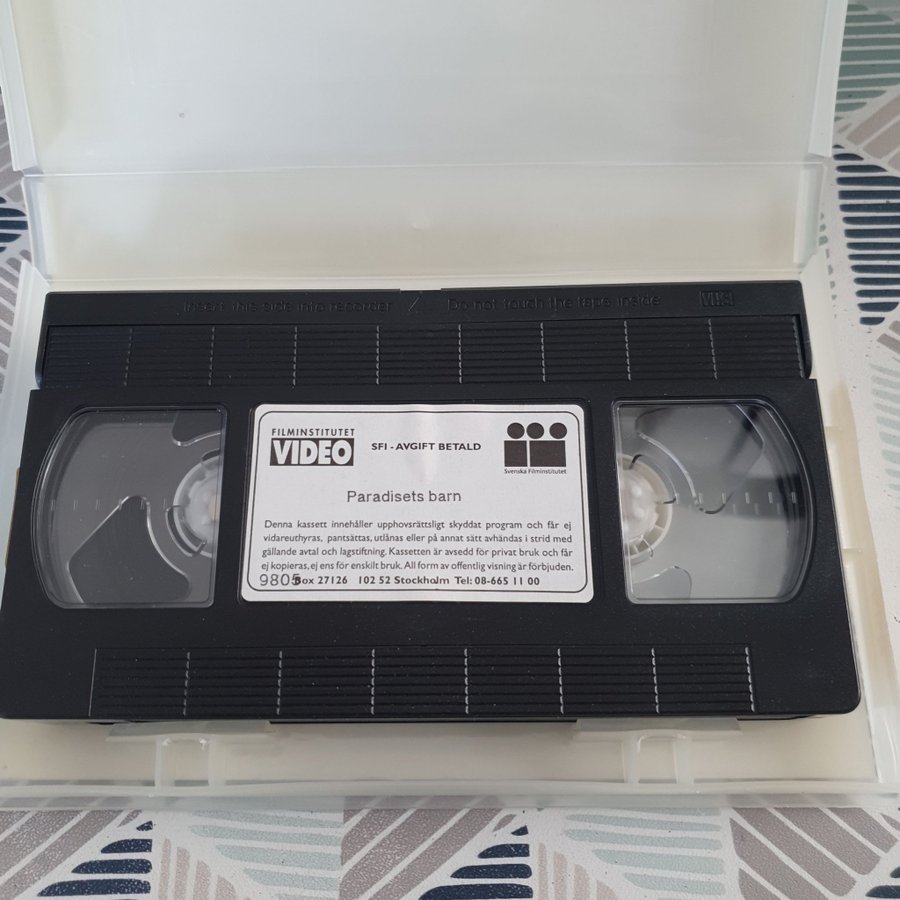 Insert this side into recorder / Do not touch the tape inside VHS
FILMINSTITUTET
VIDEO
SFI - AVGIFT BETALD
Svenska Filminstitutet
Paradisets barn
Denna kassett innehåller upphovsrättsligt skyddat program och får ej
vidareuthyras, pantsättas, utlånas eller på annat sätt avhändas i strid med
gällande avtal och lagstiftning. Kassetten är avsedd för privat bruk och får
ej kopieras, ej ens för enskilt bruk. All form av offentlig visning är förbjuden.
9805 Box 27126 102 52 Stockholm Tel: 08-665 11 00